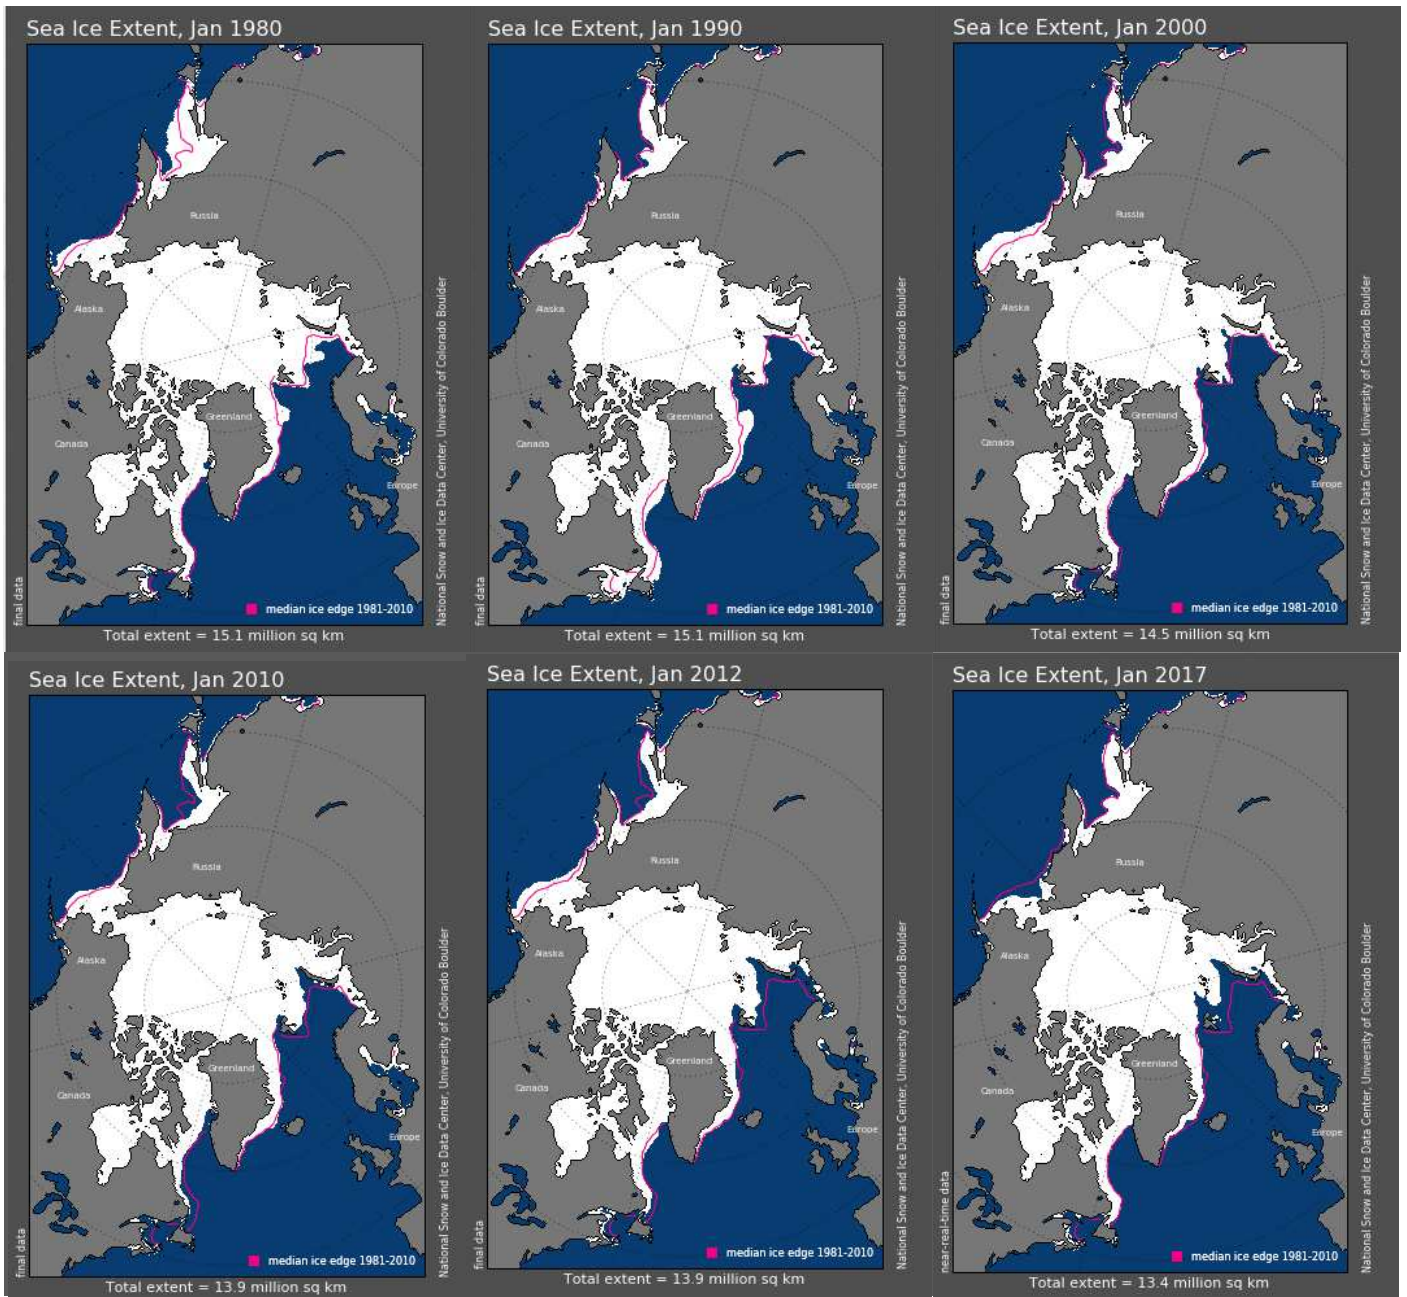 Sea Ice Extent, Jan 1980
Russia
Alaska
Greenland
Canada
Europe
median ice edge 1981-2010
final data
National Snow and Ice Data Center, University of Colorado Boulder
Total extent = 15.1 million sq km
Sea Ice Extent, Jan 1990
Russia
Alaska
Greenland
Canada
Europe
median ice edge 1981-2010
final data
National Snow and Ice Data Center, University of Colorado Boulder
Total extent = 15.1 million sq km
Sea Ice Extent, Jan 2000
Russia
Alaska
Greenland
Canada
Europe
median ice edge 1981-2010
final data
National Snow and Ice Data Center, University of Colorado Boulder
Total extent = 14.5 million sq km
Sea Ice Extent, Jan 2010
Russia
Alaska
Greenland
Canada
Europe
median ice edge 1981-2010
final data
National Snow and Ice Data Center, University of Colorado Boulder
Total extent = 13.9 million sq km
Sea Ice Extent, Jan 2012
Russia
Alaska
Greenland
Canada
Europe
median ice edge 1981-2010
final data
National Snow and Ice Data Center, University of Colorado Boulder
Total extent = 13.9 million sq km
Sea Ice Extent, Jan 2017
Russia
Alaska
Greenland
Canada
Europe
median ice edge 1981-2010
near-real-time data
National Snow and Ice Data Center, University of Colorado Boulder
Total extent = 13.4 million sq km